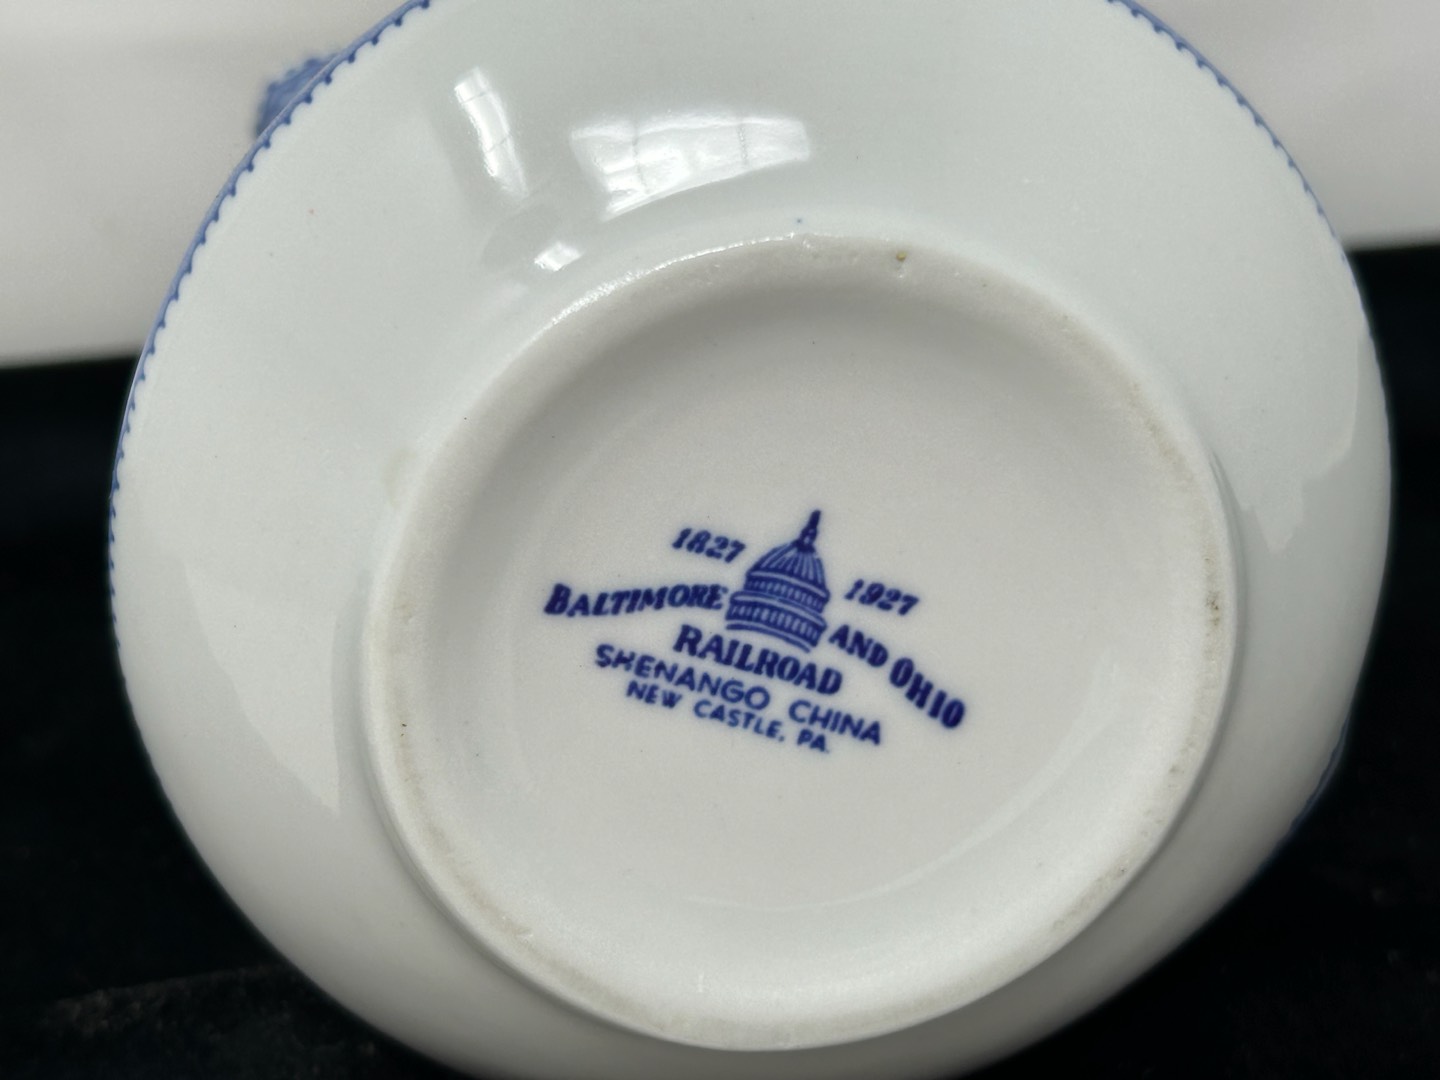 1827 1927
BALTIMORE AND OHIO
RAILROAD
SHENANGO CHINA
NEW CASTLE, PA.